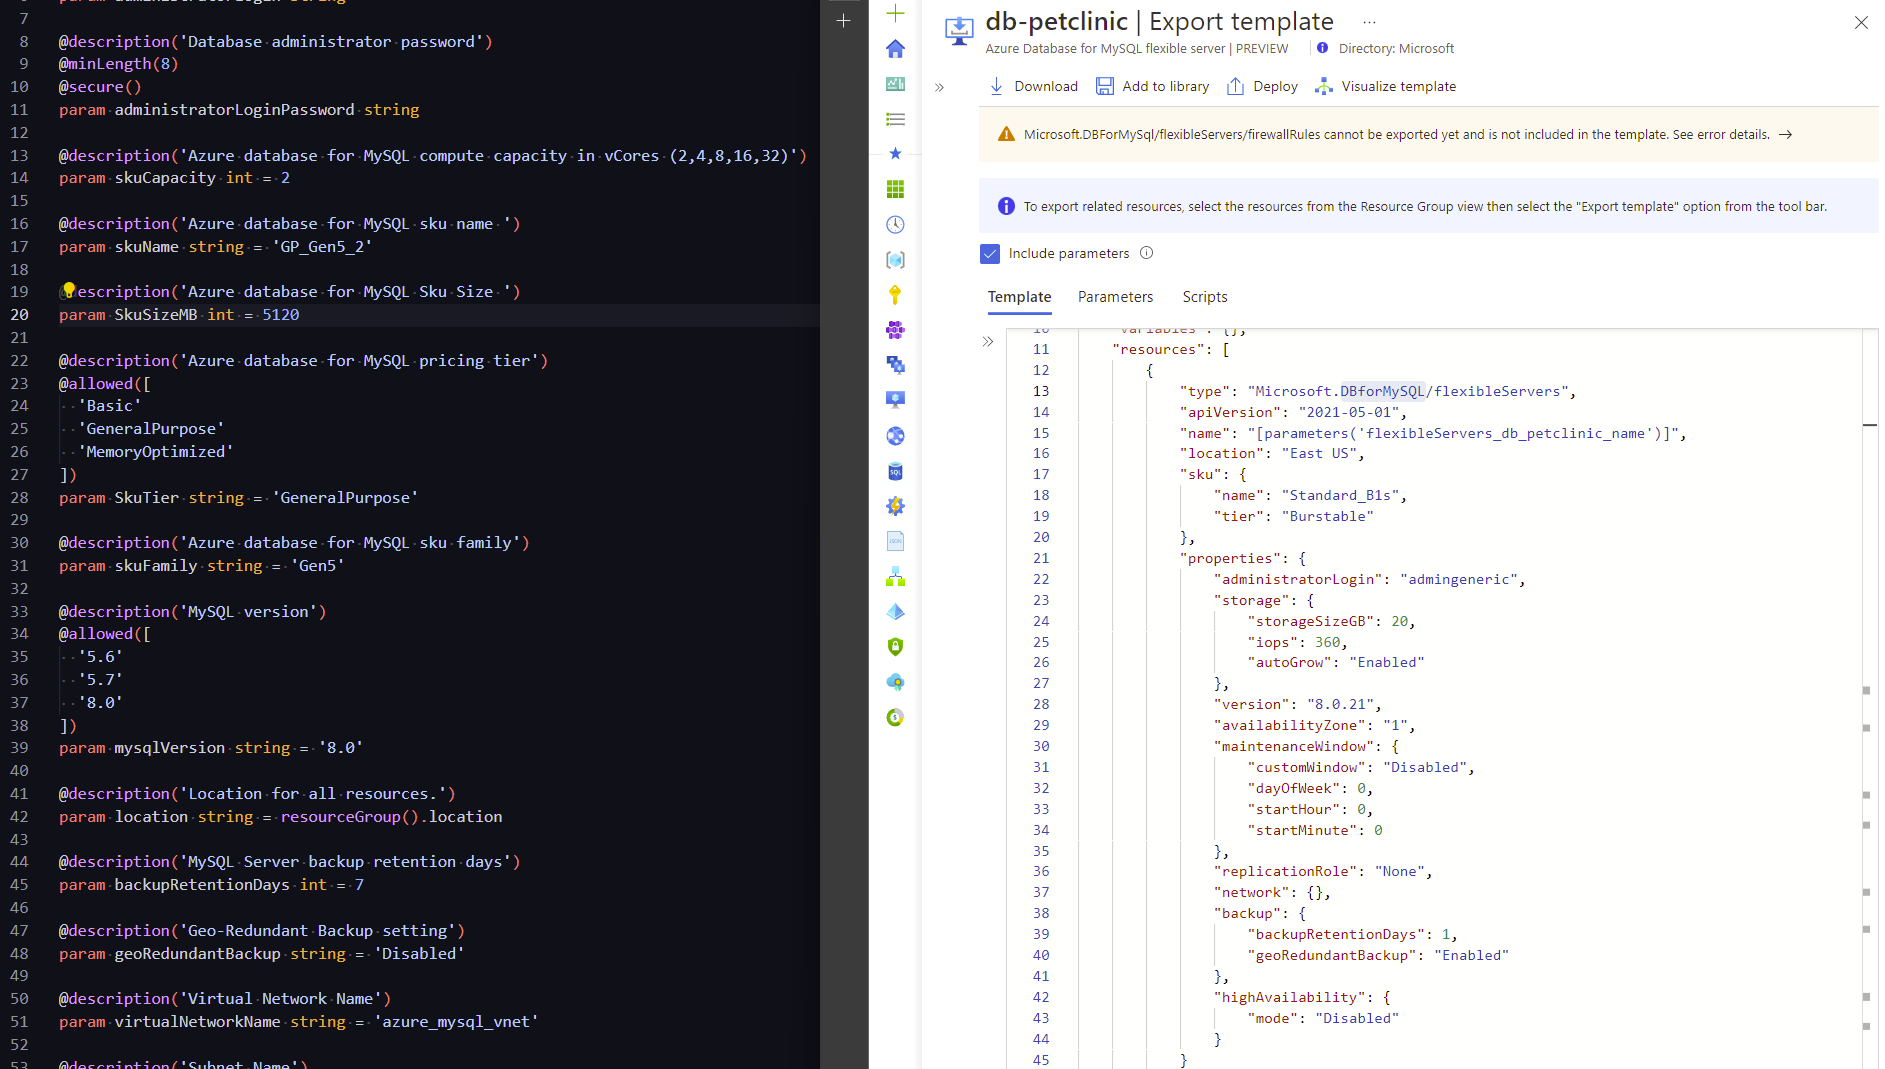 6 param administratorLogin string
7
8 @description('Database administrator password')
9 @minLength(8)
10 @secure()
11 param administratorLoginPassword string
12
13 @description('Azure database for MySQL compute capacity in vCores (2,4,8,16,32)')
14 param skuCapacity int = 2
15
16 @description('Azure database for MySQL sku name ')
17 param skuName string = 'GP_Gen5_2'
18
19 @description('Azure database for MySQL Sku Size ')
20 param SkuSizeMB int = 5120
21
22 @description('Azure database for MySQL pricing tier')
23 @allowed([
24 'Basic'
25 'GeneralPurpose'
26 'MemoryOptimized'
27 ])
28 param SkuTier string = 'GeneralPurpose'
29
30 @description('Azure database for MySQL sku family')
31 param skuFamily string = 'Gen5'
32
33 @description('MySQL version')
34 @allowed([
35 '5.6'
36 '5.7'
37 '8.0'
38 ])
39 param mysqlVersion string = '8.0'
40
41 @description('Location for all resources.')
42 param location string = resourceGroup().location
43
44 @description('MySQL Server backup retention days')
45 param backupRetentionDays int = 7
46
47 @description('Geo-Redundant Backup setting')
48 param geoRedundantBackup string = 'Disabled'
49
50 @description('Virtual Network Name')
51 param virtualNetworkName string = 'azure_mysql_vnet'
52
53 @description('Subnet Name')
SQL
JSON
db-petclinic | Export template ...
Azure Database for MySQL flexible server | PREVIEW Directory: Microsoft
Download Add to library Deploy Visualize template
Microsoft.DBForMySql/flexibleServers/firewallRules cannot be exported yet and is not included in the template. See error details. →
To export related resources, select the resources from the Resource Group view then select the "Export template" option from the tool bar.
Include parameters
Template Parameters Scripts
10 "variables": {},
11 "resources": [
12 {
13 "type": "Microsoft.DBforMySQL/flexibleServers",
14 "apiVersion": "2021-05-01",
15 "name": "[parameters('flexibleServers_db_petclinic_name')]",
16 "location": "East US",
17 "sku": {
18 "name": "Standard_B1s",
19 "tier": "Burstable"
20 },
21 "properties": {
22 "administratorLogin": "admingeneric",
23 "storage": {
24 "storageSizeGB": 20,
25 "iops": 360,
26 "autoGrow": "Enabled"
27 },
28 "version": "8.0.21",
29 "availabilityZone": "1",
30 "maintenanceWindow": {
31 "customWindow": "Disabled",
32 "dayOfWeek": 0,
33 "startHour": 0,
34 "startMinute": 0
35 },
36 "replicationRole": "None",
37 "network": {},
38 "backup": {
39 "backupRetentionDays": 1,
40 "geoRedundantBackup": "Enabled"
41 },
42 "highAvailability": {
43 "mode": "Disabled"
44 }
45 }